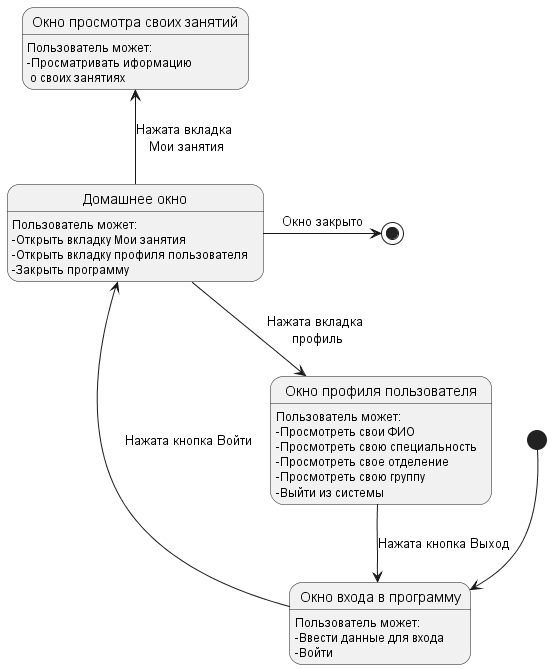 Окно просмотра своих занятий
Пользователь может:
-Просматривать иформацию
о своих занятиях
Нажата вкладка
Мои занятия
Домашнее окно
Пользователь может:
-Открыть вкладку Мои занятия
-Открыть вкладку профиля пользователя
-Закрыть программу
Окно закрыто
Нажата вкладка
профиль
Окно профиля пользователя
Пользователь может:
-Просмотреть свои ФИО
-Просмотреть свою специальность
-Просмотреть свое отделение
-Просмотреть свою группу
-Выйти из системы
Нажата кнопка Войти
Нажата кнопка Выход
Окно входа в программу
Пользователь может:
-Ввести данные для входа
-Войти